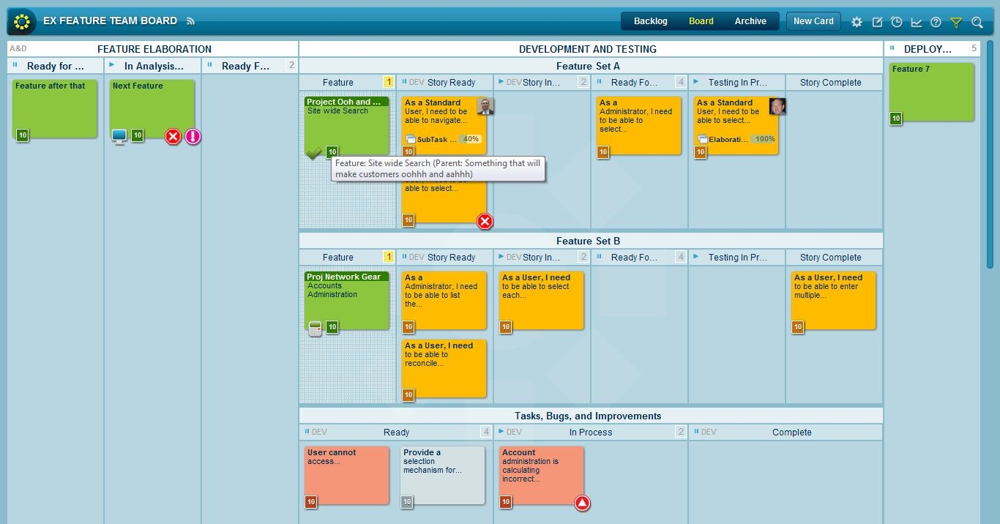 EX FEATURE TEAM BOARD
Backlog Board Archive New Card
A&D FEATURE ELABORATION
DEVELOPMENT AND TESTING
DEPLOY... 5
Ready for ...
In Analysis...
Ready F... 2
Feature Set A
Feature 1
DEV Story Ready
DEV Story In... 2
Ready Fo... 4
Testing In Pr...
Story Complete
Feature after that
10
Next Feature
10
Project Ooh and ...
Site wide Search
10
As a Standard
User, I need to be
able to navigate...
SubTask ... 40%
10
As a
Administrator, I need
to be able to
select...
10
As a Standard
User, I need to be
able to select...
Elaborati... 100%
10
Feature 7
10
Feature: Site wide Search (Parent: Something that will
make customers oohhh and aahhh)
able to select...
10
Feature Set B
Feature 1
DEV Story Ready
DEV Story In... 2
Ready Fo... 4
Testing In Pr...
Story Complete
Proj Network Gear
Accounts
Administration
10
As a
Administrator, I need
to be able to list
the...
10
As a User, I need
to be able to select
each...
10
As a User, I need
to be able to enter
multiple...
10
As a User, I need
to be able to
reconcile...
10
Tasks, Bugs, and Improvements
DEV Ready 4
DEV In Process 2
DEV Complete
User cannot
access...
10
Provide a
selection
mechanism for...
10
Account
administration is
calculating
incorrect...
10